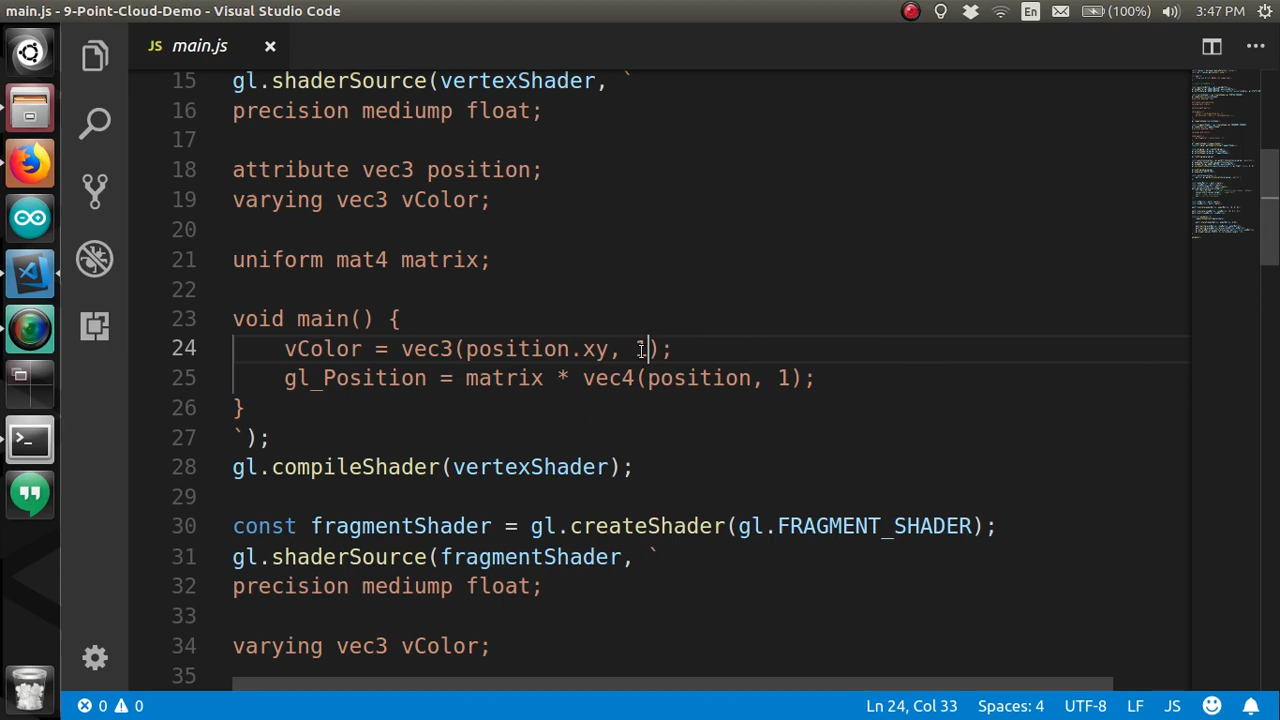 main.js - 9-Point-Cloud-Demo - Visual Studio Code
En
(100%)
3:47 PM
JS main.js ×
15 gl.shaderSource(vertexShader, `
16 precision mediump float;
17
18 attribute vec3 position;
19 varying vec3 vColor;
20
21 uniform mat4 matrix;
22
23 void main() {
24 vColor = vec3(position.xy, 1);
25 gl_Position = matrix * vec4(position, 1);
26 }
27 `);
28 gl.compileShader(vertexShader);
29
30 const fragmentShader = gl.createShader(gl.FRAGMENT_SHADER);
31 gl.shaderSource(fragmentShader, `
32 precision mediump float;
33
34 varying vec3 vColor;
35
0 0 Ln 24, Col 33 Spaces: 4 UTF-8 LF JS